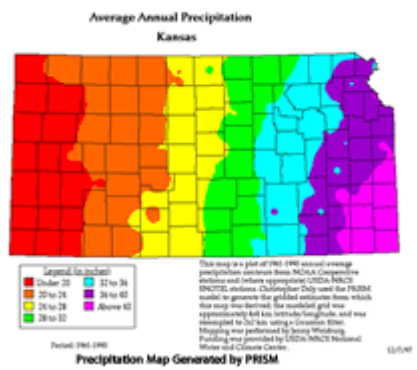 Average Annual Precipitation
Kansas
Legend (in inches)
Under 20
20 to 24
24 to 28
28 to 32
32 to 36
36 to 40
Above 40
Period: 1961-1990
This map is a plot of 1961-1990 annual average
precipitation contours from NOAA Cooperative
stations and (where appropriate) USDA-NRCS
SNOTEL stations. Christopher Daly used the PRISM
model to generate the gridded estimates from which
this map was derived; the modeled grid was
approximately 4x4 km latitude/longitude, and was
resampled to 2x2 km using a Gaussian filter.
Mapping was performed by Jenny Weisburg.
Funding was provided by USDA-NRCS National
Water and Climate Center.
12/7/97
Precipitation Map Generated by PRISM